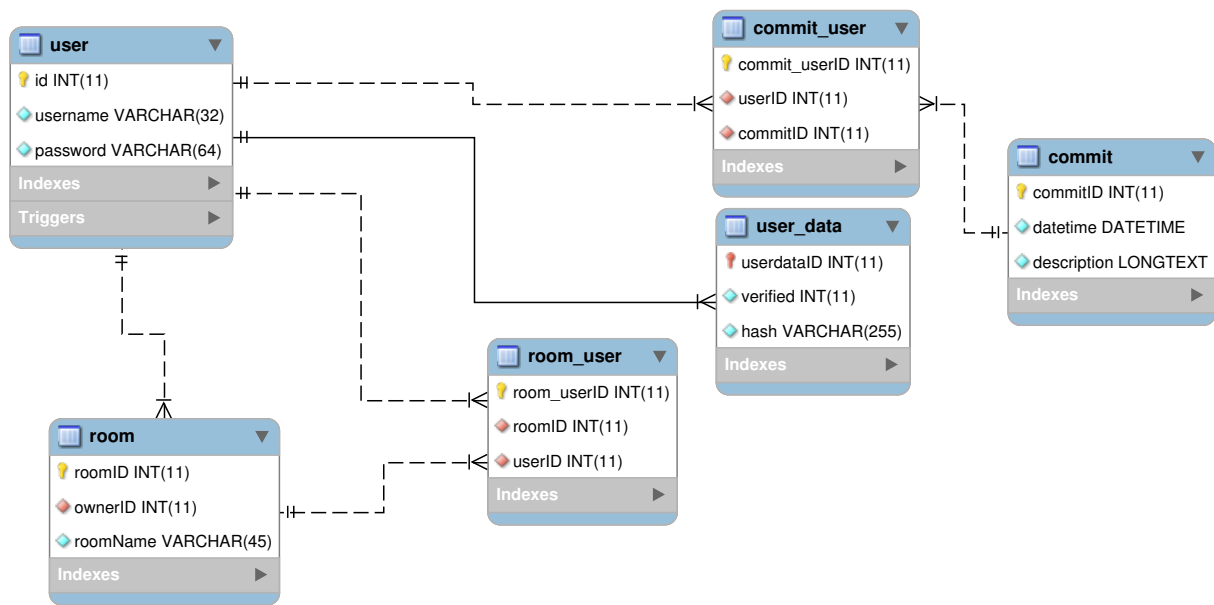 user
id INT(11)
username VARCHAR(32)
password VARCHAR(64)
Indexes
Triggers
commit_user
commit_userID INT(11)
userID INT(11)
commitID INT(11)
Indexes
commit
commitID INT(11)
datetime DATETIME
description LONGTEXT
Indexes
user_data
userdataID INT(11)
verified INT(11)
hash VARCHAR(255)
Indexes
room_user
room_userID INT(11)
roomID INT(11)
userID INT(11)
Indexes
room
roomID INT(11)
ownerID INT(11)
roomName VARCHAR(45)
Indexes